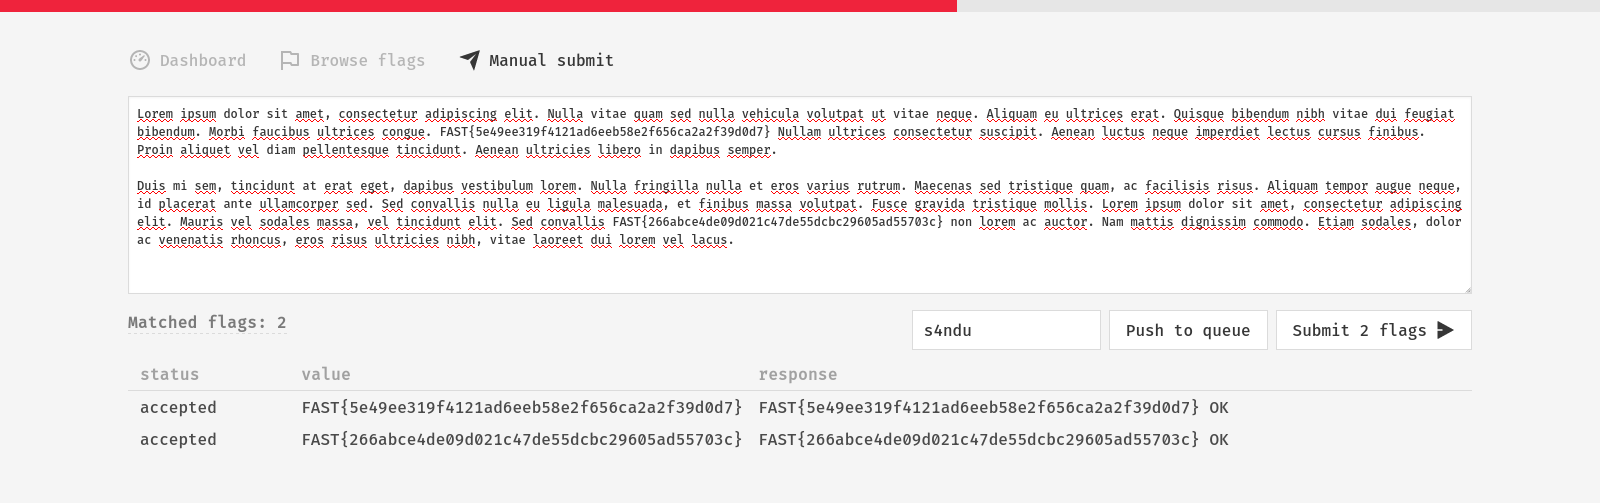 Dashboard Browse flags Manual submit
Lorem ipsum dolor sit amet, consectetur adipiscing elit. Nulla vitae quam sed nulla vehicula volutpat ut vitae neque. Aliquam eu ultrices erat. Quisque bibendum nibh vitae dui feugiat
bibendum. Morbi faucibus ultrices congue. FAST{5e49ee319f4121ad6eeb58e2f656ca2a2f39d0d7} Nullam ultrices consectetur suscipit. Aenean luctus neque imperdiet lectus cursus finibus.
Proin aliquet vel diam pellentesque tincidunt. Aenean ultricies libero in dapibus semper.
Duis mi sem, tincidunt at erat eget, dapibus vestibulum lorem. Nulla fringilla nulla et eros varius rutrum. Maecenas sed tristique quam, ac facilisis risus. Aliquam tempor augue neque,
id placerat ante ullamcorper sed. Sed convallis nulla eu ligula malesuada, et finibus massa volutpat. Fusce gravida tristique mollis. Lorem ipsum dolor sit amet, consectetur adipiscing
elit. Mauris vel sodales massa, vel tincidunt elit. Sed convallis FAST{266abce4de09d021c47de55dcbc29605ad55703c} non lorem ac auctor. Nam mattis dignissim commodo. Etiam sodales, dolor
ac venenatis rhoncus, eros risus ultricies nibh, vitae laoreet dui lorem vel lacus.
Matched flags: 2 s4ndu Push to queue Submit 2 flags
status value response
accepted FAST{5e49ee319f4121ad6eeb58e2f656ca2a2f39d0d7} FAST{5e49ee319f4121ad6eeb58e2f656ca2a2f39d0d7} OK
accepted FAST{266abce4de09d021c47de55dcbc29605ad55703c} FAST{266abce4de09d021c47de55dcbc29605ad55703c} OK